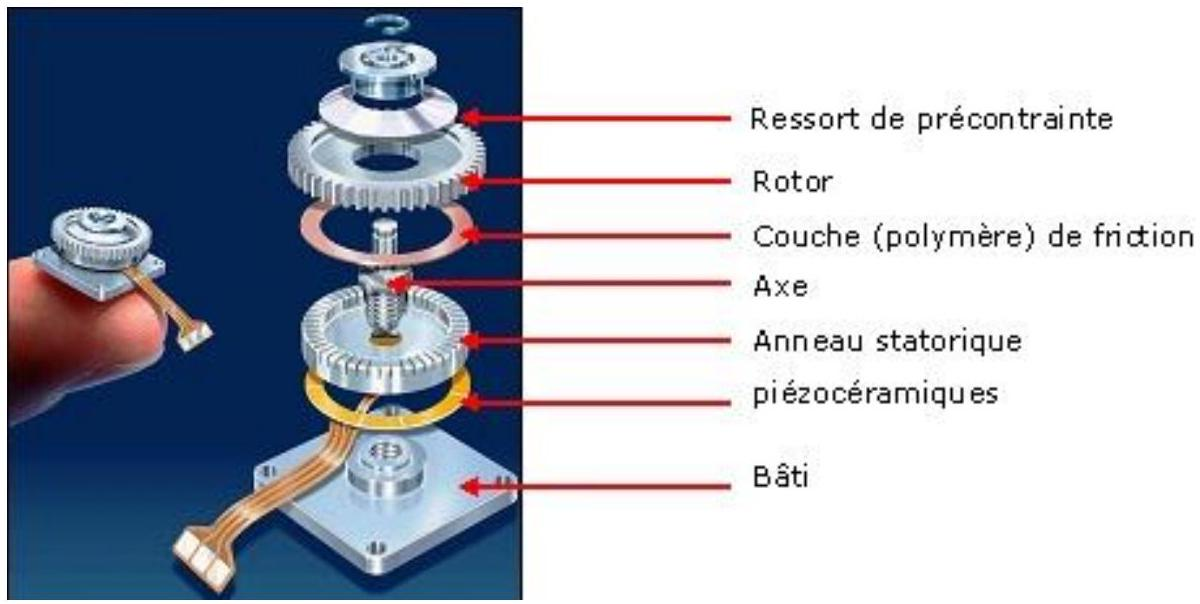 Ressort de précontrainte
Rotor
Couche (polymère) de friction
Axe
Anneau statorique
piézocéramiques
Bâti